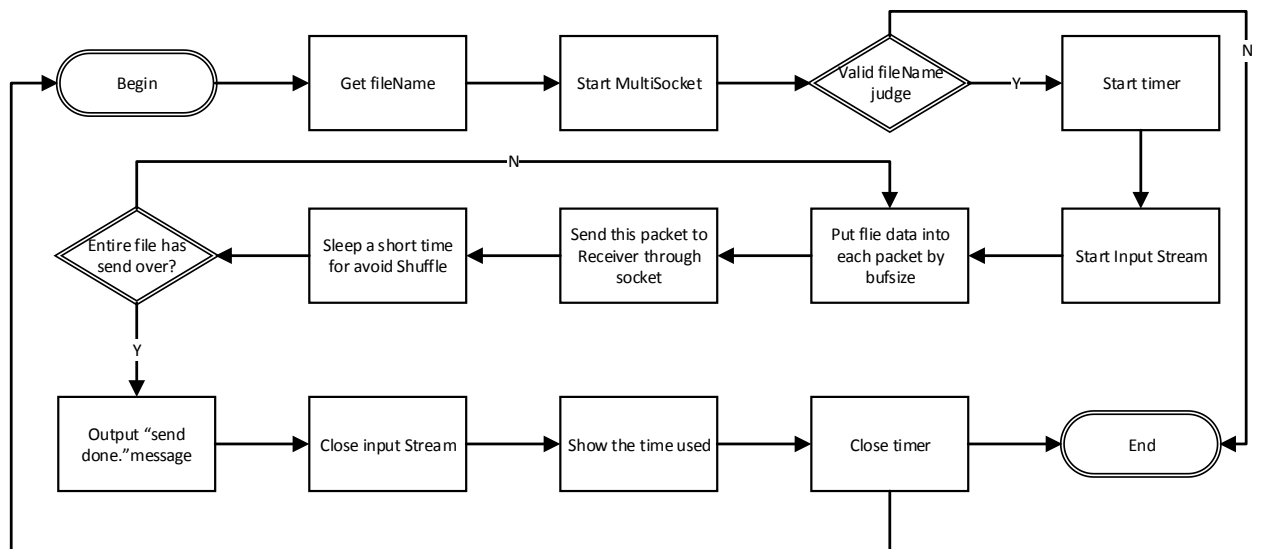 N
Begin
Get fileName
Start MultiSocket
Valid fileName
judge
Y
Start timer
N
Entire file has
send over?
Sleep a short time
for avoid Shuffle
Send this packet to
Receiver through
socket
Put flie data into
each packet by
bufsize
Start Input Stream
Y
Output “send
done.”message
Close input Stream
Show the time used
Close timer
End